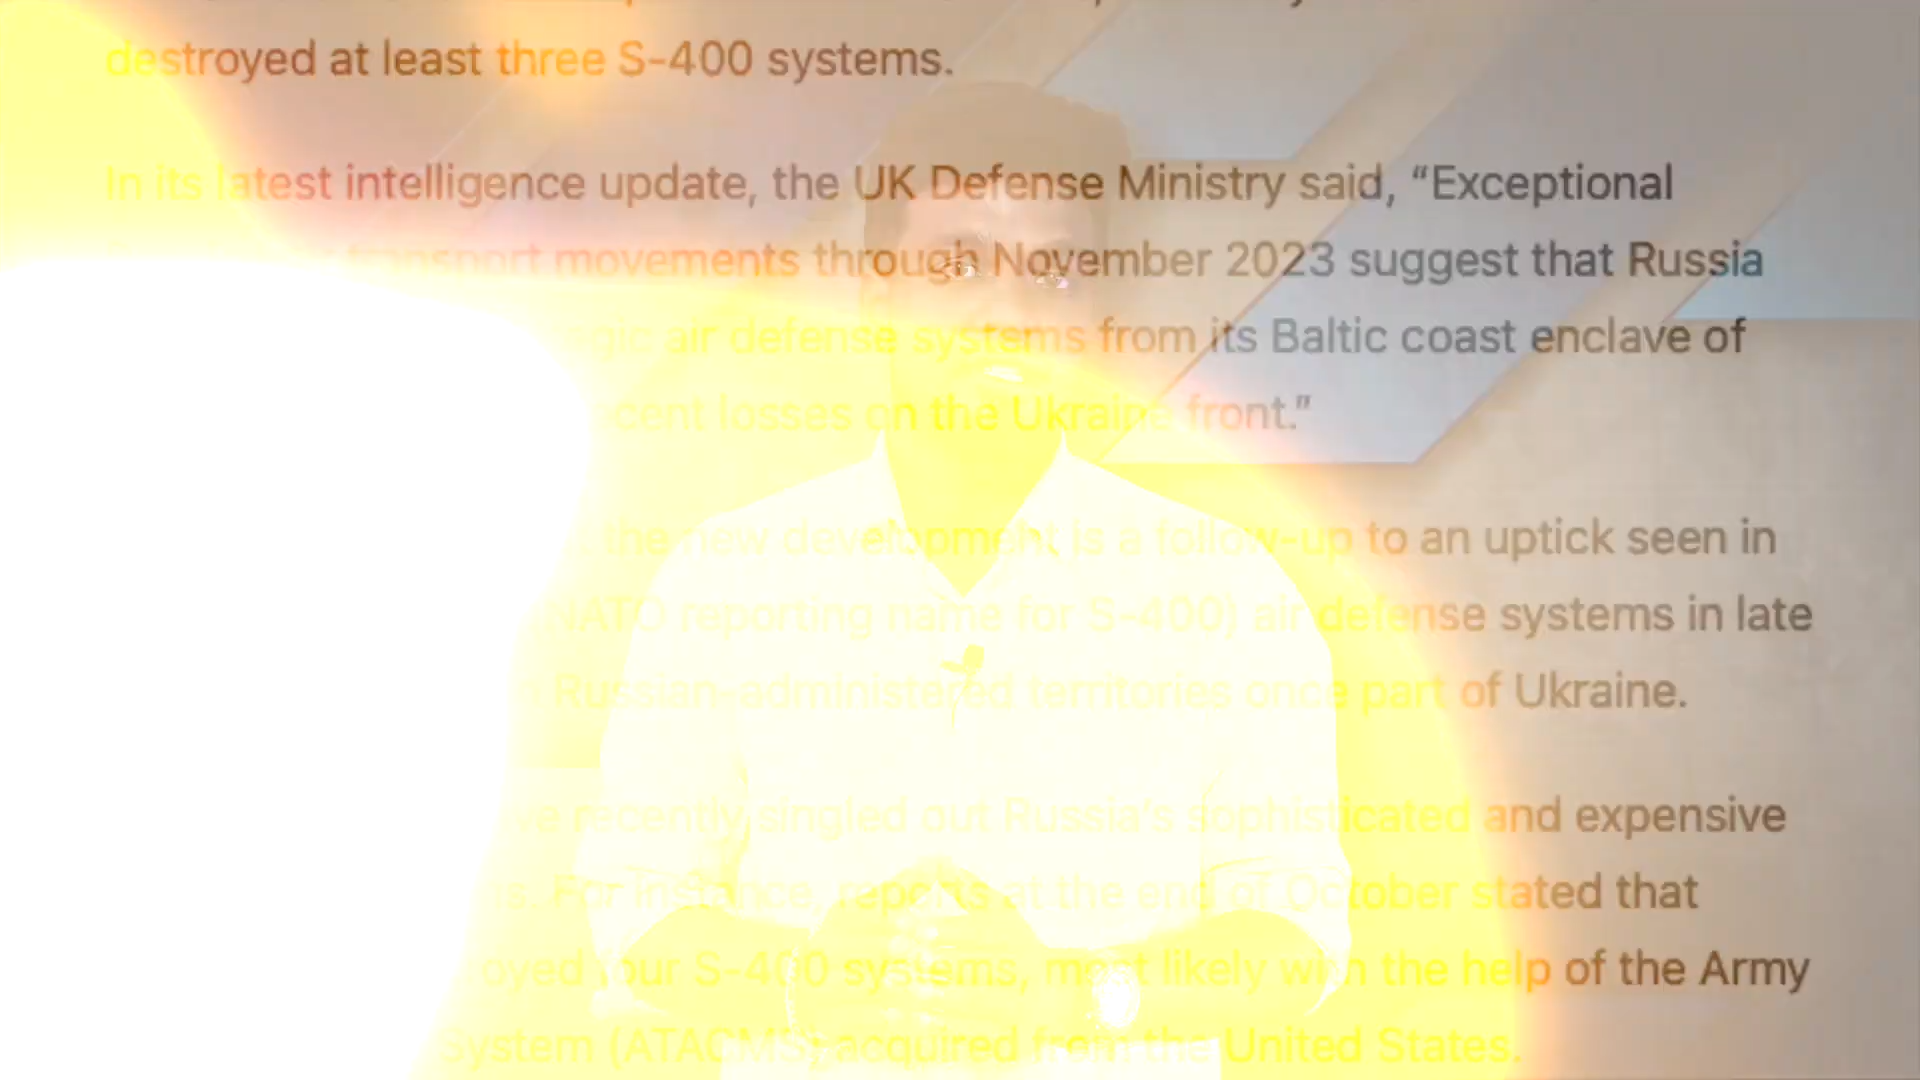 destroyed at least three S-400 systems.
In its latest intelligence update, the UK Defense Ministry said, “Exceptional
transport movements through November 2023 suggest that Russia
air defense systems from its Baltic coast enclave of
losses on the Ukraine front.”
the new development is a follow-up to an uptick seen in
(NATO reporting name for S-400) air defense systems in late
Russian-administered territories once part of Ukraine.
recently singled out Russia’s sophisticated and expensive
For instance, reports at the end of October stated that
four S-400 systems, most likely with the help of the Army
System (ATACMS) acquired from the United States.